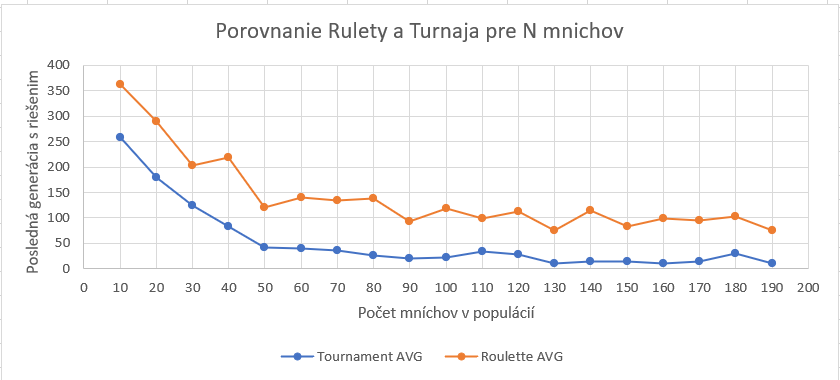 Porovnanie Rulety a Turnaja pre N mnichov
Posledná generácia s riešenim
400
350
300
250
200
150
100
50
0
0 10 20 30 40 50 60 70 80 90 100 110 120 130 140 150 160 170 180 190 200
Počet mníchov v populácií
Tournament AVG Roulette AVG